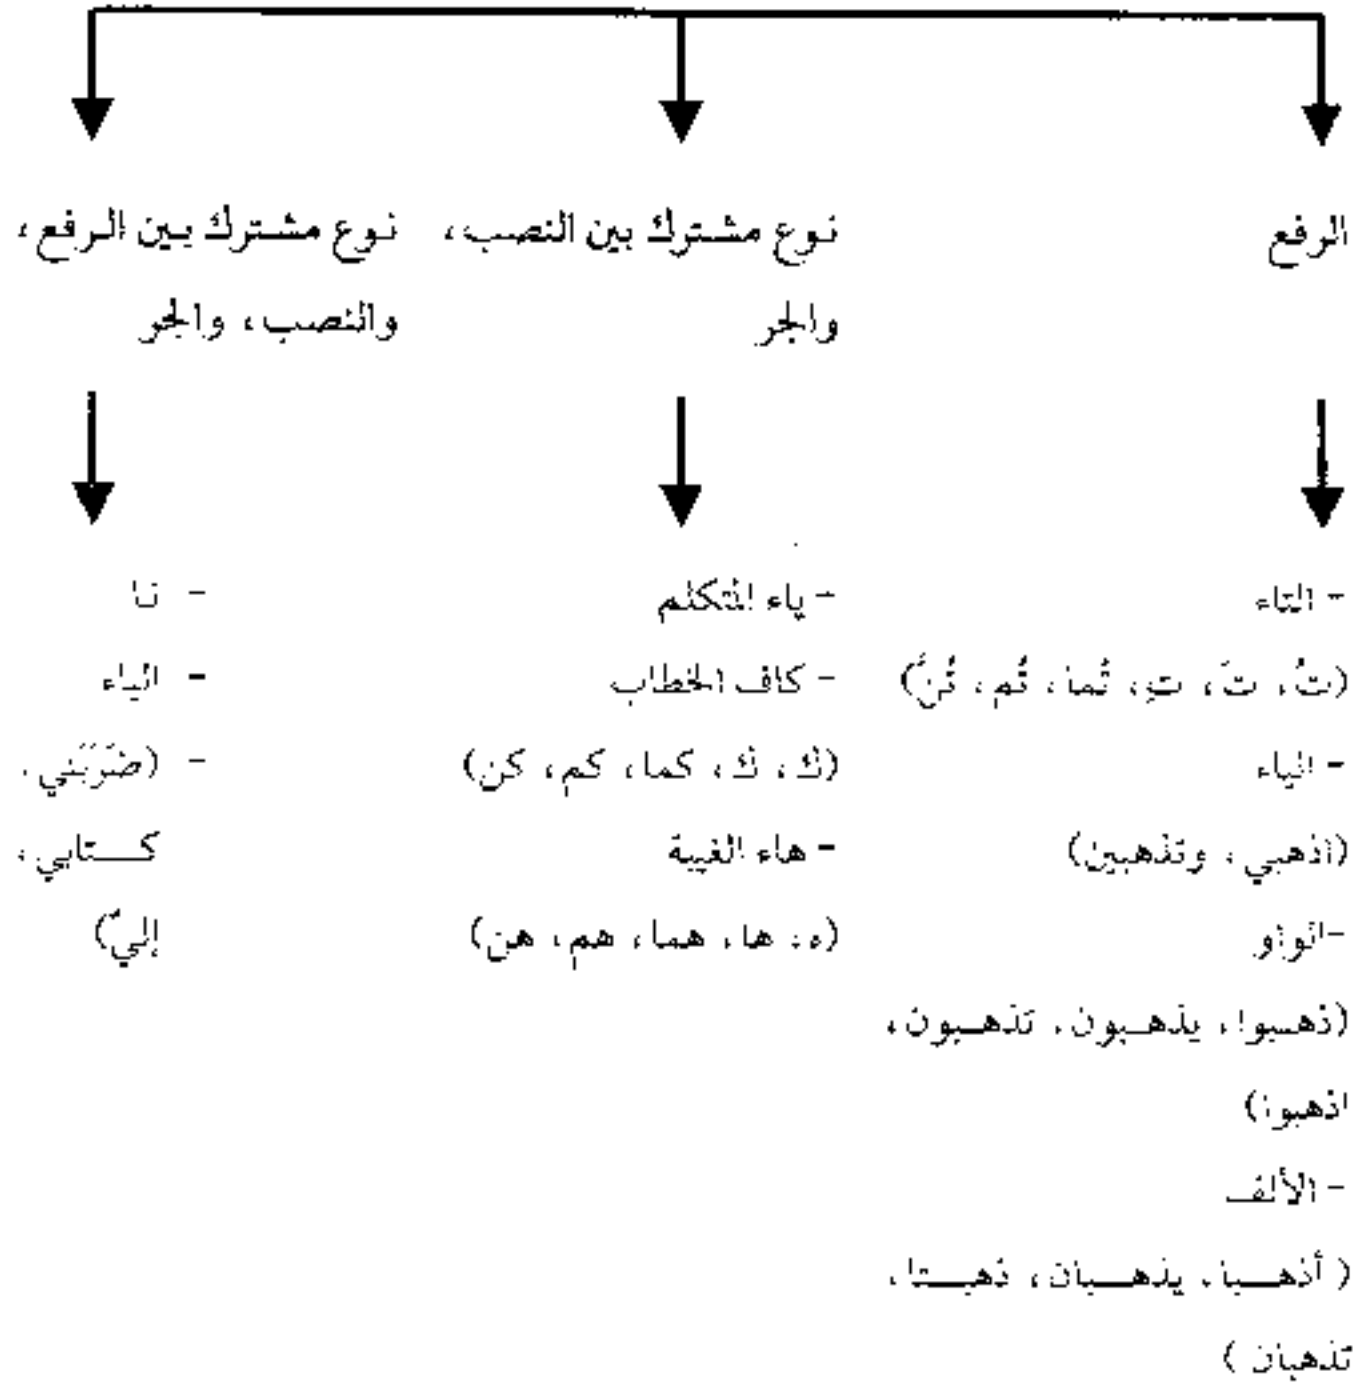 الرفع
- التاء
(تُ، تَ، تِ، تُما، تُم، تُنَّ)
- الياء
(اذهبي، وتذهبين)
-الواو
(ذهبوا، يذهبون، تذهبون،
اذهبوا)
- الألف
( أذهبا، يذهبان، ذهبتا،
تذهبان )
نوع مشترك بين النصب،
والجر
- ياء المتكلم
- كاف الخطاب
(ك، ك، كما، كم، كن)
- هاء الغيبة
(ه، ها، هما، هم، هن)
نوع مشترك بين الرفع،
والنصب، والجر
- نا
- الياء
- (ضَرَبَني،
كتابي،
إليّ)